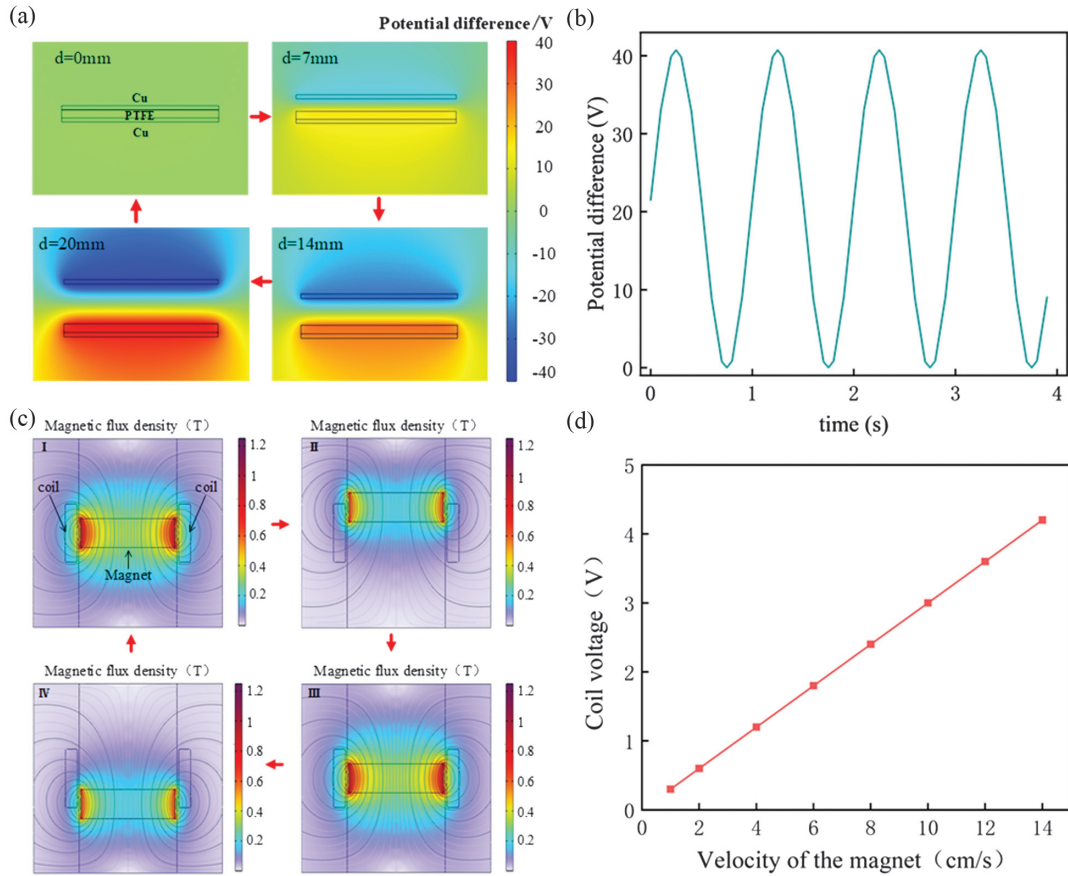 (a)
Potential difference/V
d=0mm
Cu
PTFE
Cu
d=7mm
d=20mm
d=14mm
40
30
20
10
0
-10
-20
-30
-40
(b)
Potential difference (V)
40
30
20
10
0
0 1 2 3 4
time (s)
(c)
Magnetic flux density（T）
I
coil
coil
Magnet
1.2
1
0.8
0.6
0.4
0.2
Magnetic flux density（T）
II
1.2
1
0.8
0.6
0.4
0.2
Magnetic flux density（T）
IV
1.2
1
0.8
0.6
0.4
0.2
Magnetic flux density（T）
III
1.2
1
0.8
0.6
0.4
0.2
(d)
Coil voltage（V）
5
4
3
2
1
0
0 2 4 6 8 10 12 14
Velocity of the magnet（cm/s）